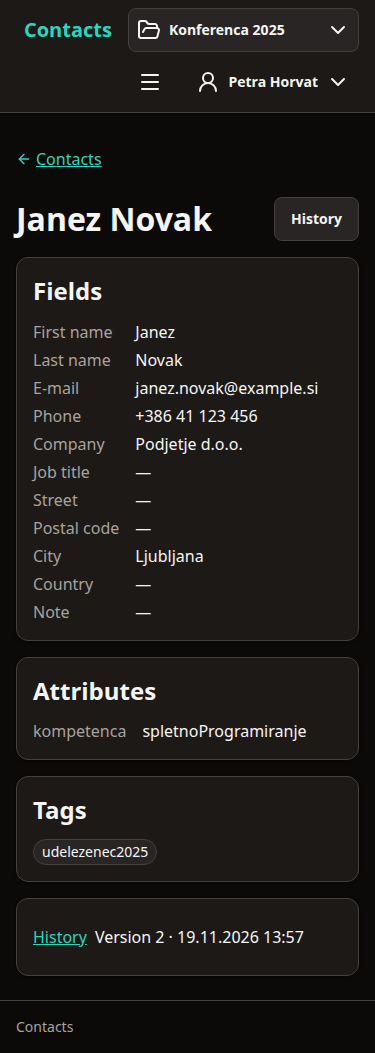 Contacts
Konferenca 2025
Petra Horvat
← Contacts
Janez Novak
History
Fields
First name Janez
Last name Novak
E-mail janez.novak@example.si
Phone +386 41 123 456
Company Podjetje d.o.o.
Job title —
Street —
Postal code —
City Ljubljana
Country —
Note —
Attributes
kompetenca spletnoProgramiranje
Tags
udelezenec2025
History Version 2 · 19.11.2026 13:57
Contacts